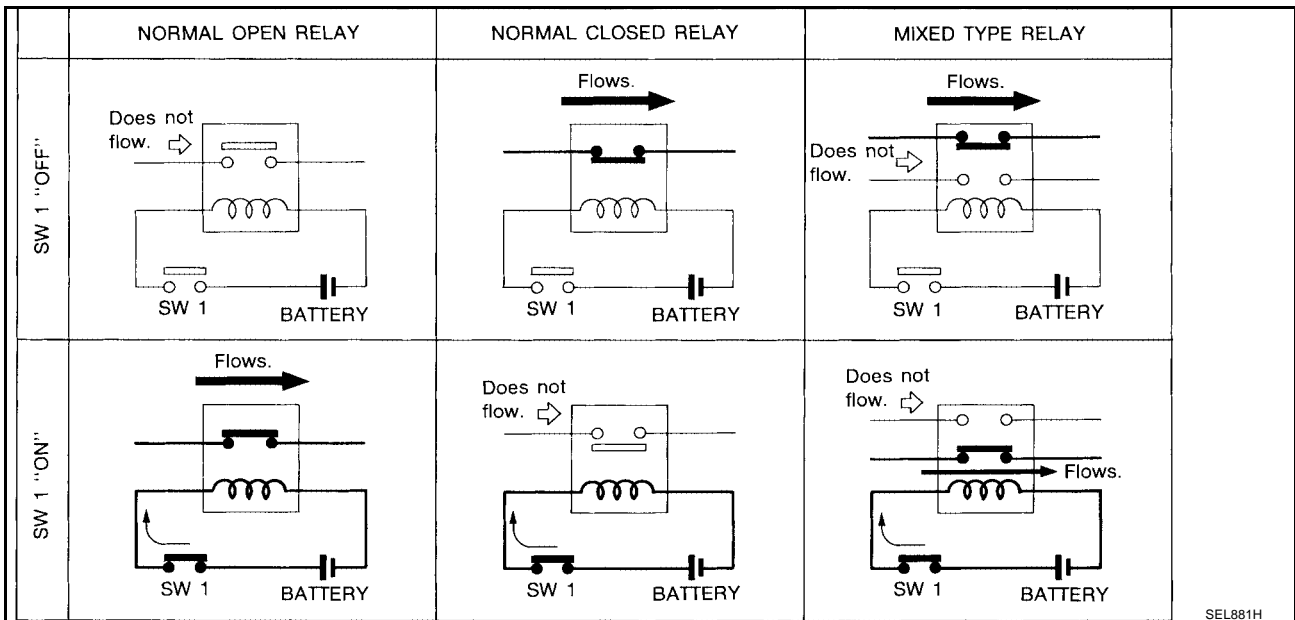 NORMAL OPEN RELAY
NORMAL CLOSED RELAY
MIXED TYPE RELAY
SW 1 "OFF"
Does not
flow.
SW 1
BATTERY
Flows.
SW 1
BATTERY
Flows.
Does not
flow.
SW 1
BATTERY
SW 1 "ON"
Flows.
SW 1
BATTERY
Does not
flow.
SW 1
BATTERY
Does not
flow.
Flows.
SW 1
BATTERY
SEL881H